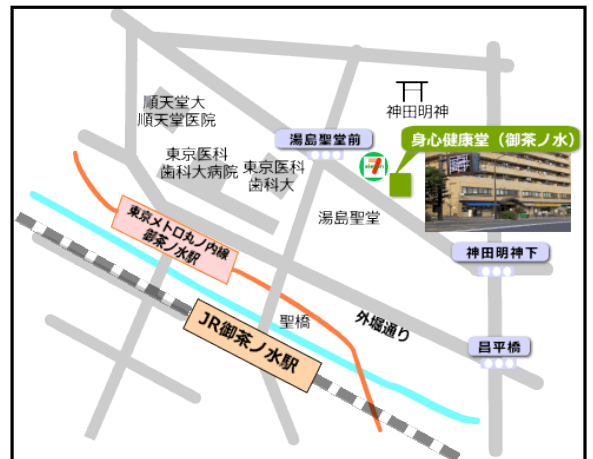 神田明神
順天堂大
順天堂医院
湯島聖堂前
身心健康堂（御茶ノ水）
東京医科
歯科大病院
東京医科
歯科大
湯島聖堂
東京メトロ丸ノ内線
御茶ノ水駅
神田明神下
聖橋
外堀通り
JR御茶ノ水駅
昌平橋